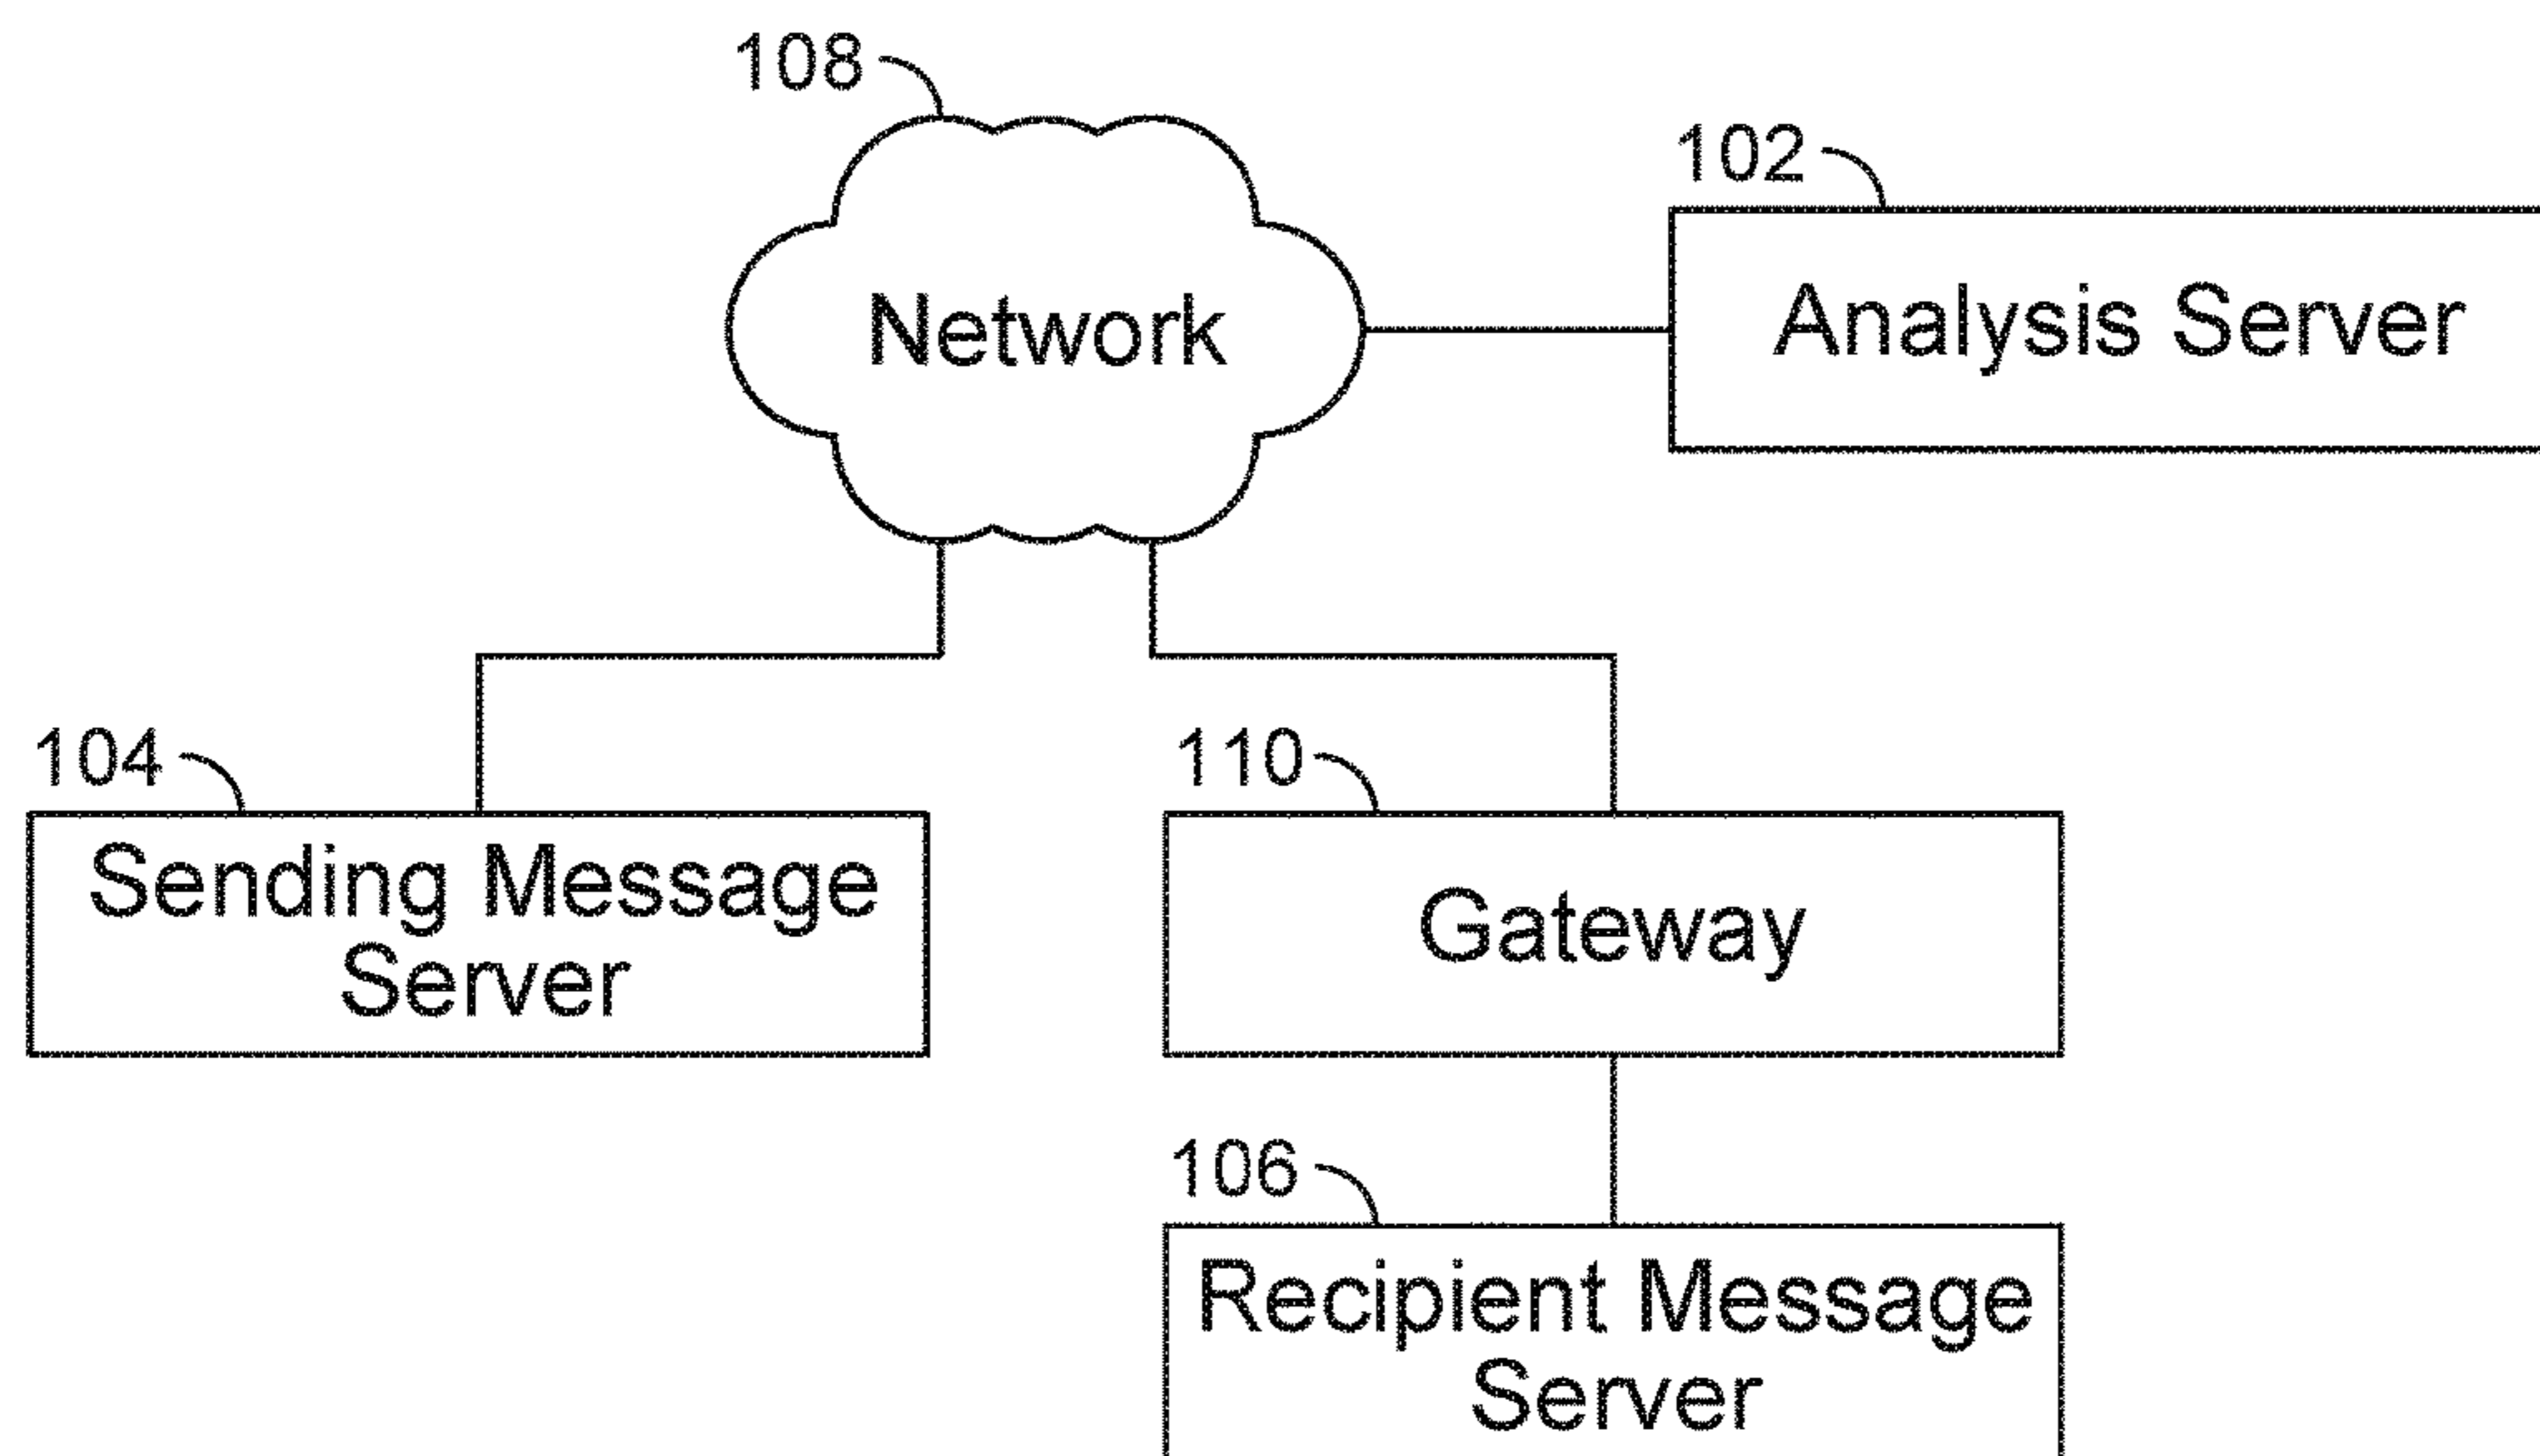 108
102
Network
Analysis Server
104
110
Sending Message
Server
Gateway
106
Recipient Message
Server